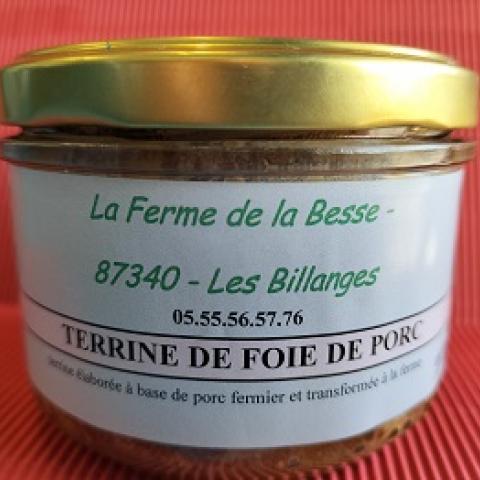 La Ferme de la Besse -
87340 - Les Billanges
05.55.56.57.76
TERRINE DE FOIE DE PORC
terrine élaborée à base de porc fermier et transformée à la ferme